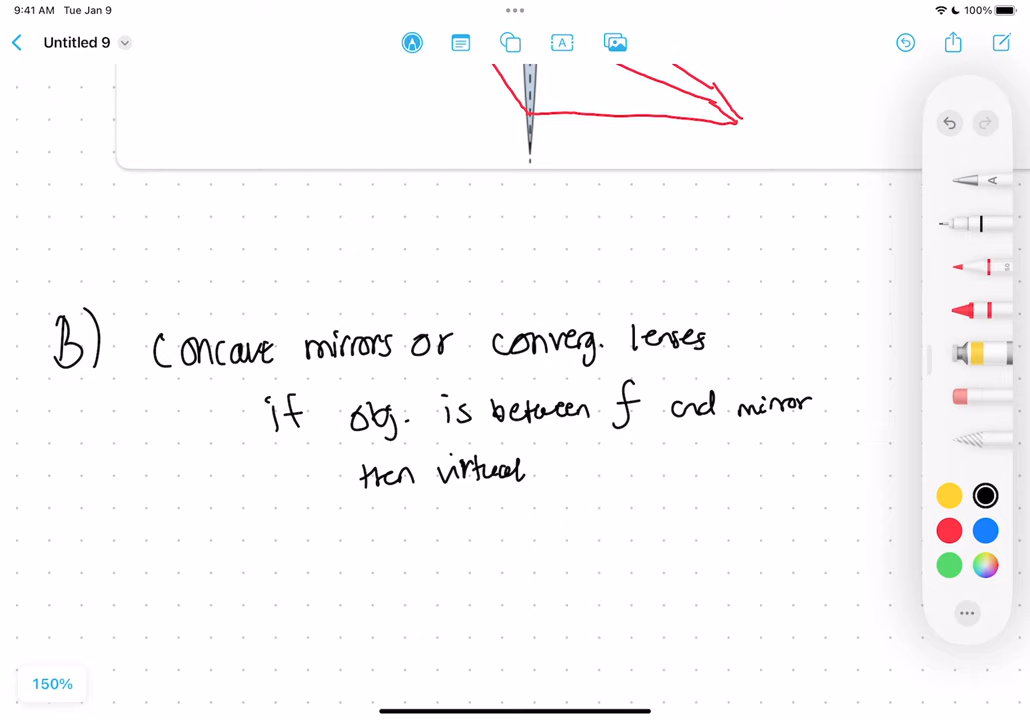 9:41 AM Tue Jan 9
100%
Untitled 9
A
B) Concave mirrors or converg. lenses
if obj. is between f and mirror
then virtual
150%